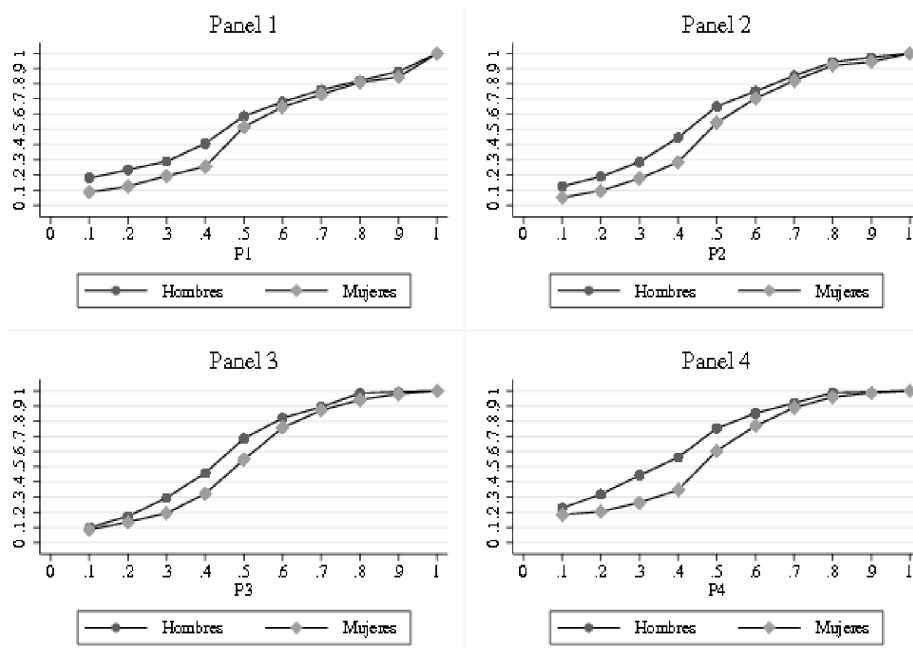 Panel 1
0 .1 .2 .3 .4 .5 .6 .7 .8 .9 1
0 .1 .2 .3 .4 .5 .6 .7 .8 .9 1
P1
Hombres Mujeres
Panel 2
0 .1 .2 .3 .4 .5 .6 .7 .8 .9 1
0 .1 .2 .3 .4 .5 .6 .7 .8 .9 1
P2
Hombres Mujeres
Panel 3
0 .1 .2 .3 .4 .5 .6 .7 .8 .9 1
0 .1 .2 .3 .4 .5 .6 .7 .8 .9 1
P3
Hombres Mujeres
Panel 4
0 .1 .2 .3 .4 .5 .6 .7 .8 .9 1
0 .1 .2 .3 .4 .5 .6 .7 .8 .9 1
P4
Hombres Mujeres